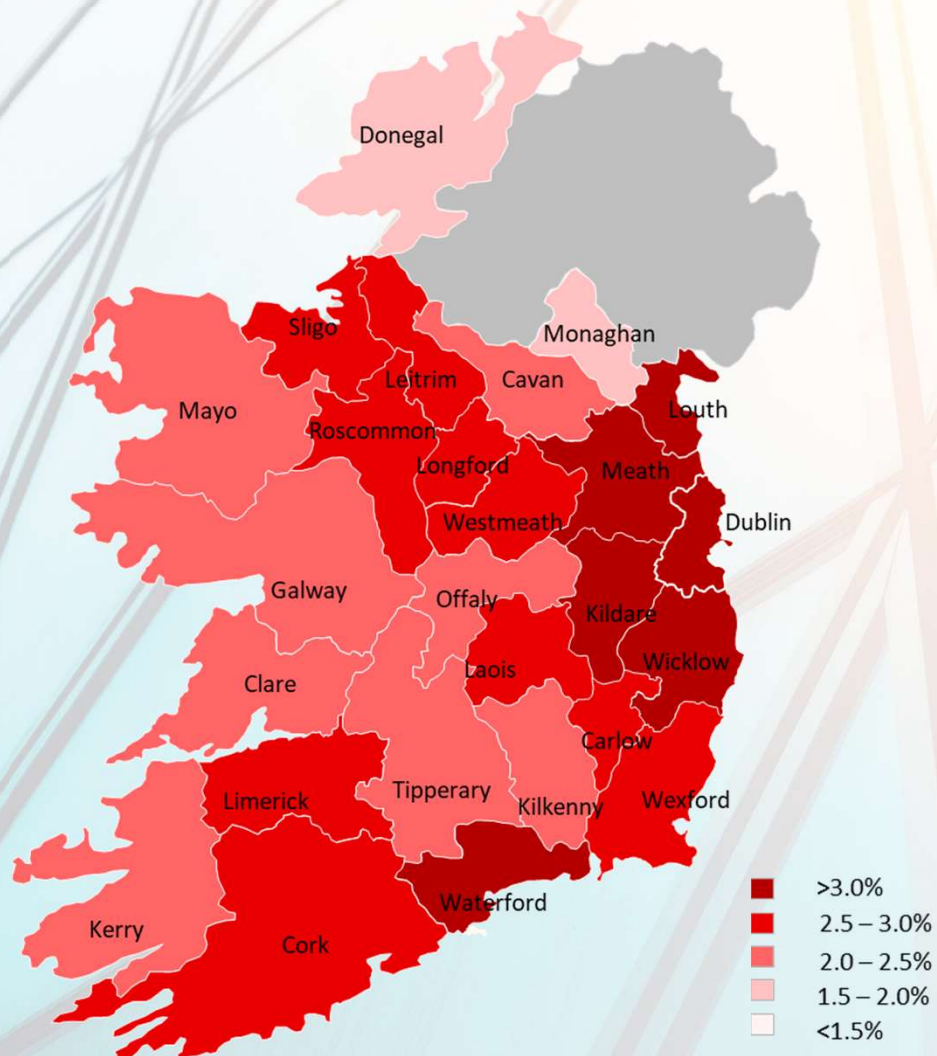 Donegal
Monaghan
Sligo
Leitrim
Cavan
Mayo
Louth
Roscommon
Longford
Meath
Westmeath
Dublin
Galway
Offaly
Kildare
Laois
Wicklow
Clare
Carlow
Tipperary
Limerick
Kilkenny
Wexford
Waterford
Kerry
Cork
>3.0%
2.5 – 3.0%
2.0 – 2.5%
1.5 – 2.0%
<1.5%